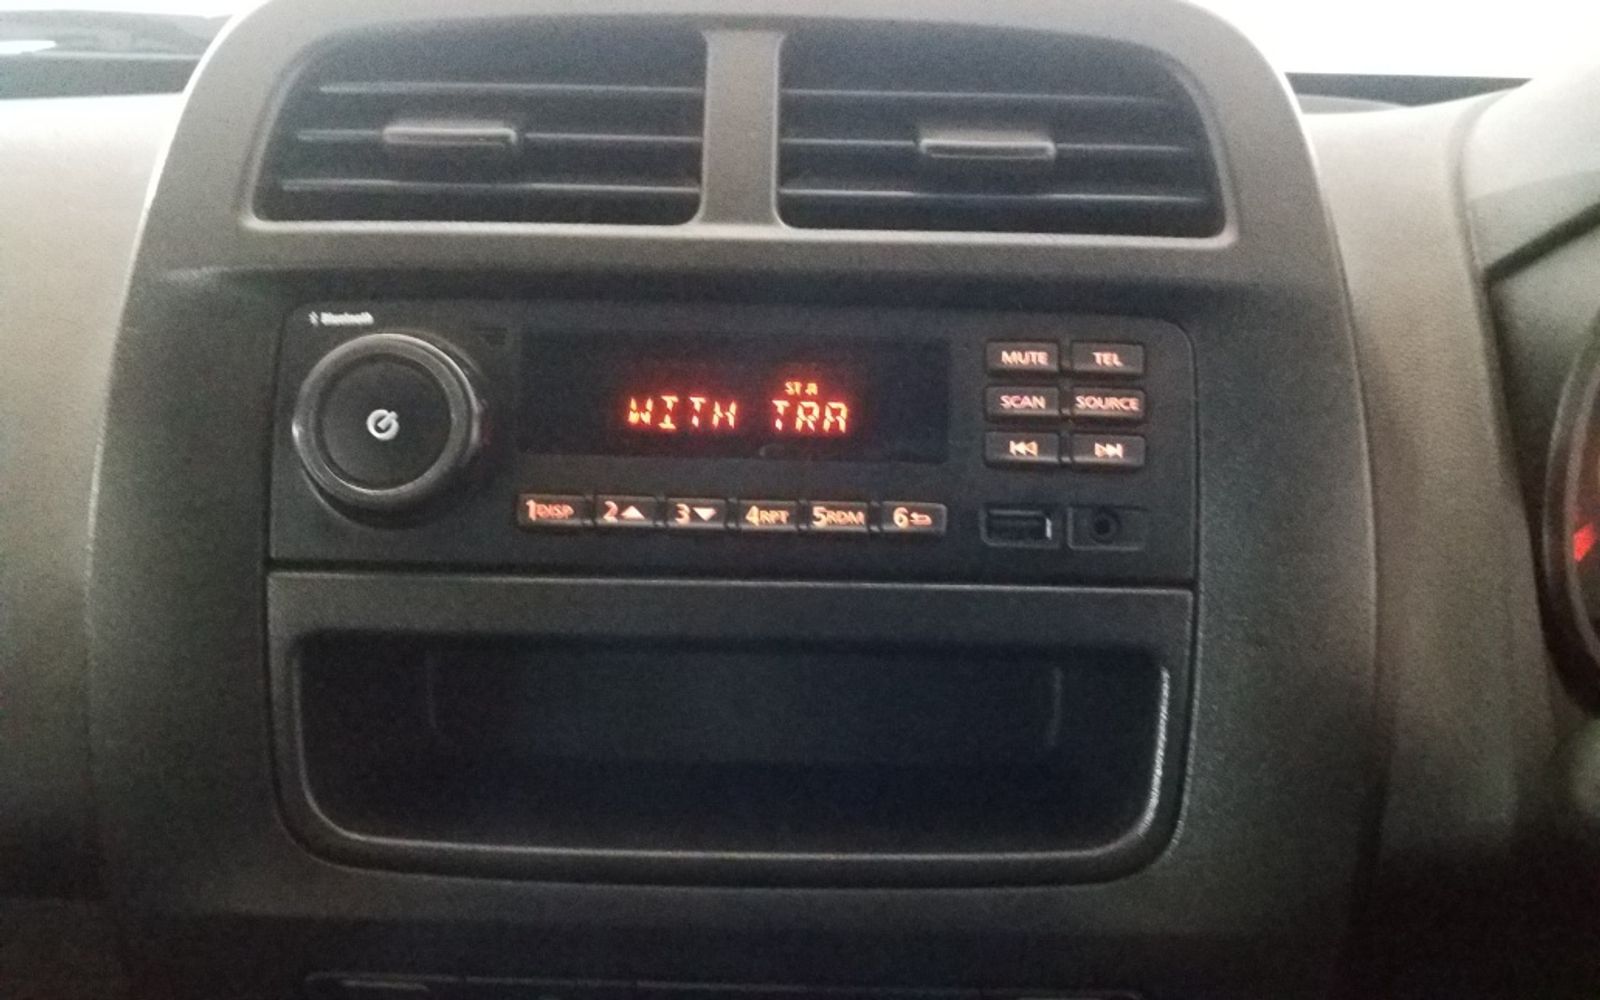 Bluetooth
MUTE TEL
ST
WITH TRA
SCAN SOURCE
1DISP 2 3 4RPT 5RDM 6